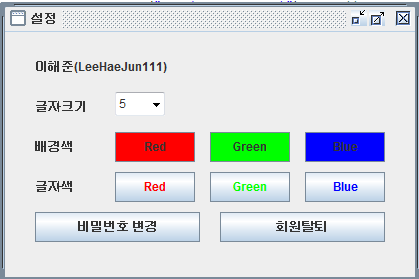 설정
이해준(LeeHaeJun111)
글자크기 5
배경색 Red Green Blue
글자색 Red Green Blue
비밀번호 변경 회원탈퇴